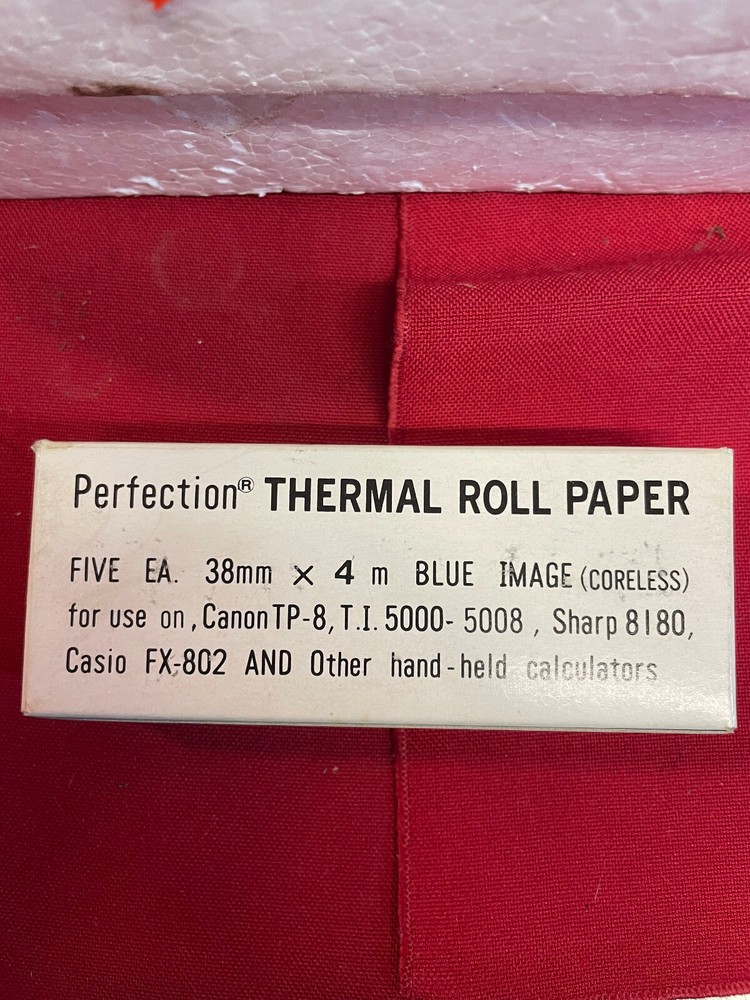 Perfection® THERMAL ROLL PAPER
FIVE EA. 38mm × 4 m BLUE IMAGE (CORELESS)
for use on , Canon TP-8, T.I. 5000- 5008 , Sharp 8180,
Casio FX-802 AND Other hand-held calculators